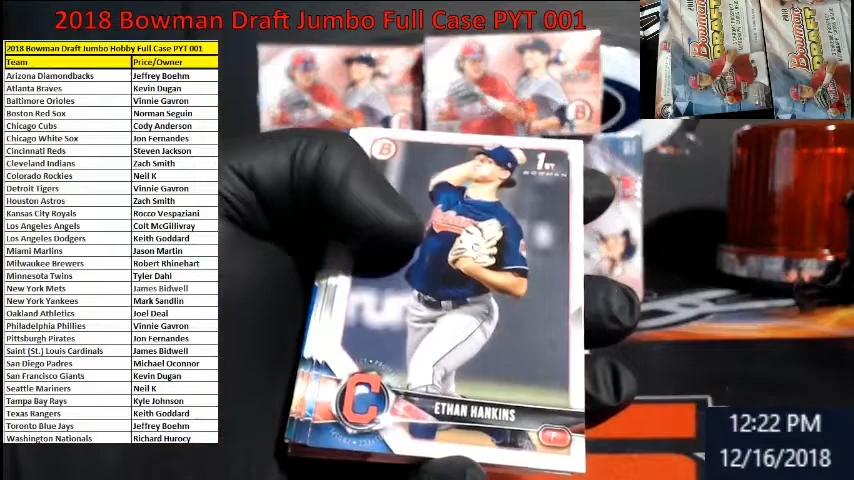 2018 Bowman Draft Jumbo Full Case PYT 001
2018 Bowman Draft Jumbo Hobby Full Case PYT 001
Team Price/Owner
Arizona Diamondbacks Jeffrey Boehm
Atlanta Braves Kevin Dugan
Baltimore Orioles Vinnie Gavron
Boston Red Sox Norman Seguin
Chicago Cubs Cody Anderson
Chicago White Sox Jon Fernandes
Cincinnati Reds Steven Jackson
Cleveland Indians Zach Smith
Colorado Rockies Neil K
Detroit Tigers Vinnie Gavron
Houston Astros Zach Smith
Kansas City Royals Rocco Vespaziani
Los Angeles Angels Colt McGillivray
Los Angeles Dodgers Keith Goddard
Miami Marlins Jason Martin
Milwaukee Brewers Robert Rhinehart
Minnesota Twins Tyler Dahl
New York Mets James Bidwell
New York Yankees Mark Sandlin
Oakland Athletics Joel Deal
Philadelphia Phillies Vinnie Gavron
Pittsburgh Pirates Jon Fernandes
Saint (St.) Louis Cardinals James Bidwell
San Diego Padres Michael Oconnor
San Francisco Giants Kevin Dugan
Seattle Mariners Neil K
Tampa Bay Rays Kyle Johnson
Texas Rangers Keith Goddard
Toronto Blue Jays Jeffrey Boehm
Washington Nationals Richard Hurocy
B
1ST
BOWMAN
C
ETHAN HANKINS
P
Bowman
DRAFT
Bowman
DRAFT
12:22 PM
12/16/2018